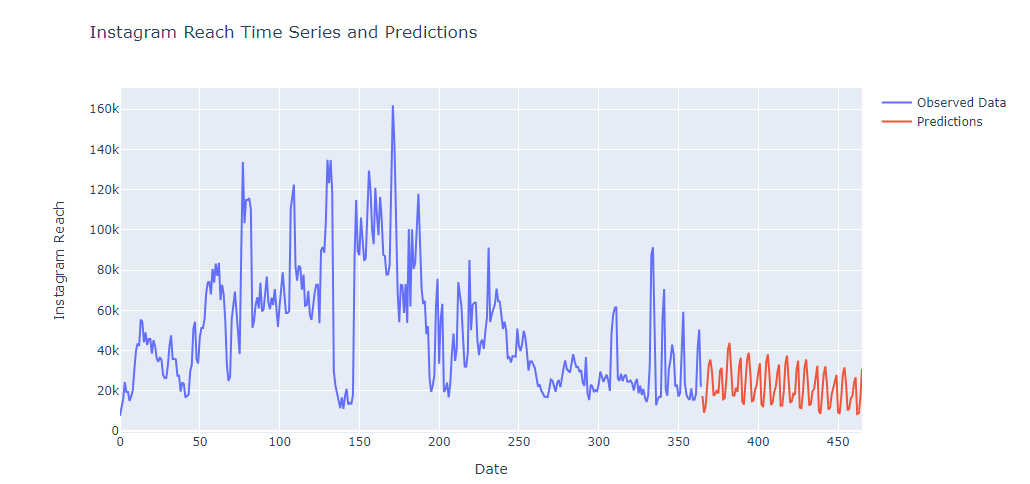 Instagram Reach Time Series and Predictions
Observed Data
Predictions
160k
140k
120k
100k
80k
60k
40k
20k
0
Instagram Reach
0 50 100 150 200 250 300 350 400 450
Date